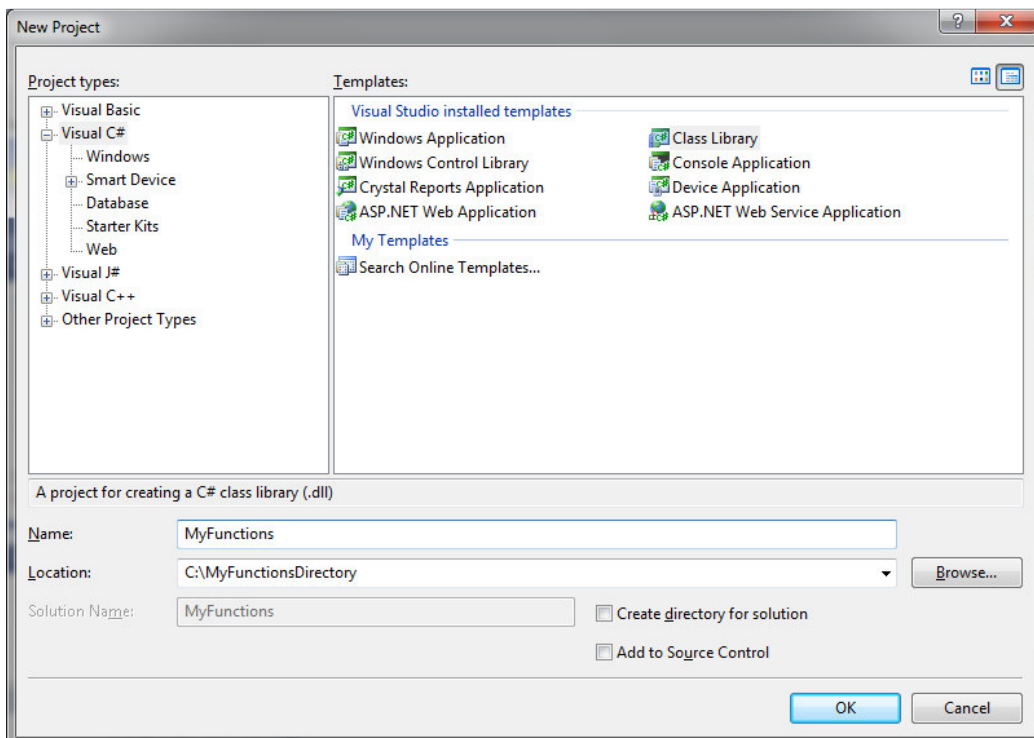 New Project
Project types:
Visual Basic
Visual C#
Windows
Smart Device
Database
Starter Kits
Web
Visual J#
Visual C++
Other Project Types
Templates:
Visual Studio installed templates
Windows Application
Class Library
Windows Control Library
Console Application
Crystal Reports Application
Device Application
ASP.NET Web Application
ASP.NET Web Service Application
My Templates
Search Online Templates...
A project for creating a C# class library (.dll)
Name: MyFunctions
Location: C:\MyFunctionsDirectory Browse...
Solution Name: MyFunctions Create directory for solution
Add to Source Control
OK Cancel